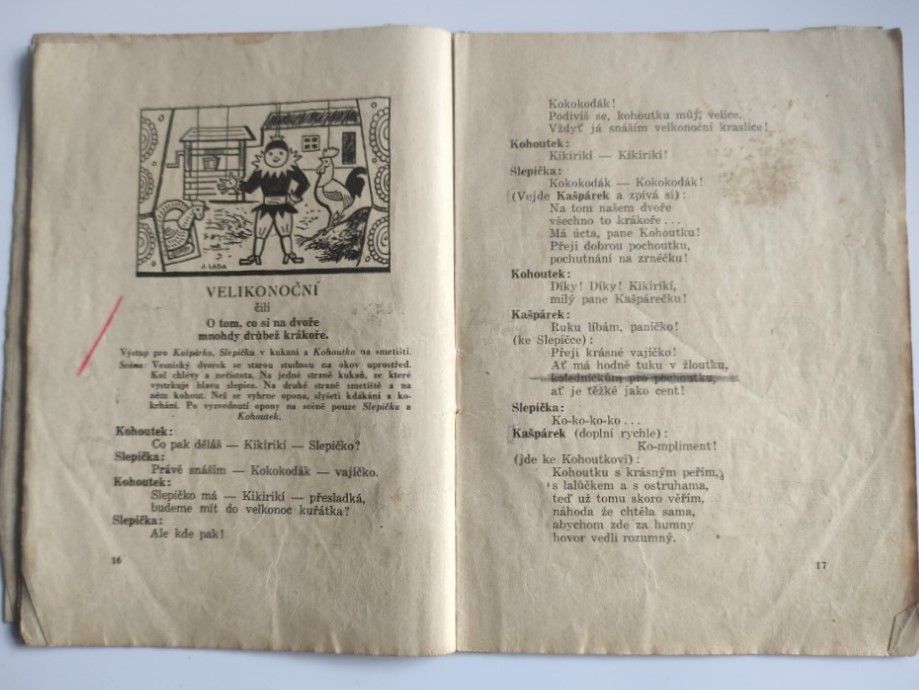 J. LADA
VELIKONOČNÍ
čili
O tom, co si na dvoře
mnohdy drůbež krákoře.
Výstup pro Kašpárka, Slepičku v kukani a Kohoutka na smetišti.
Scéna: Vesnický dvorek se starou studnou na okov uprostřed.
Kol chlévy a nečistota. Na jedné straně kukaň, ze které
vystrkuje hlavu slepice. Na druhé straně smetiště a na
něm kohout. Než se vyhrne opona, slyšeti kdákání a ko-
krhání. Po vyzvednutí opony na scéně pouze Slepička a
Kohoutek.
Kohoutek:
Co pak děláš — Kikirikí — Slepičko?
Slepička:
Právě snáším — Kokokodák — vajíčko.
Kohoutek:
Slepičko má — Kikirikí — přesladká,
budeme mít do velkonoc kuřátka?
Slepička:
Ale kde pak!
16
Kokokodák!
Podivíš se, kohoutku můj, velice.
Vždyť já snáším velkonoční kraslice!
Kohoutek:
Kikirikí — Kikirikí!
Slepička:
Kokokodák — Kokokodák!
(Vejde Kašpárek a zpívá si):
Na tom našem dvoře
všechno to krákoře ...
Má úcta, pane Kohoutku!
Přeji dobrou pochoutku,
pochutnání na zrnéčku!
Kohoutek:
Díky! Díky! Kikirikí,
milý pane Kašpárečku!
Kašpárek:
Ruku líbám, paničko!
(ke Slepičce):
Přeji krásné vajíčko!
Ať má hodně tuku v žloutku,
koledníčkům pro pochoutku,
ať je těžké jako cent!
Slepička:
Ko-ko-ko-ko ...
Kašpárek (doplní rychle):
Ko-mpliment!
(jde ke Kohoutkovi):
Kohoutku s krásným peřím,
s lalůčkem a s ostruhama,
teď už tomu skoro věřím,
náhoda že chtěla sama,
abychom zde za humny
hovor vedli rozumný.
17